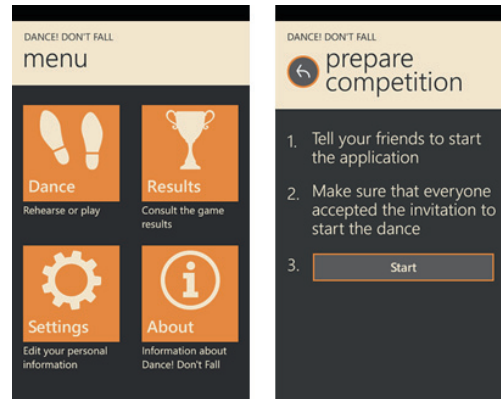 DANCE! DON'T FALL
menu
Dance
Rehearse or play
Results
Consult the game
results
Settings
Edit your personal
information
About
Information about
Dance! Don't Fall
DANCE! DON'T FALL
prepare
competition
1. Tell your friends to start
the application
2. Make sure that everyone
accepted the invitation to
start the dance
3. Start